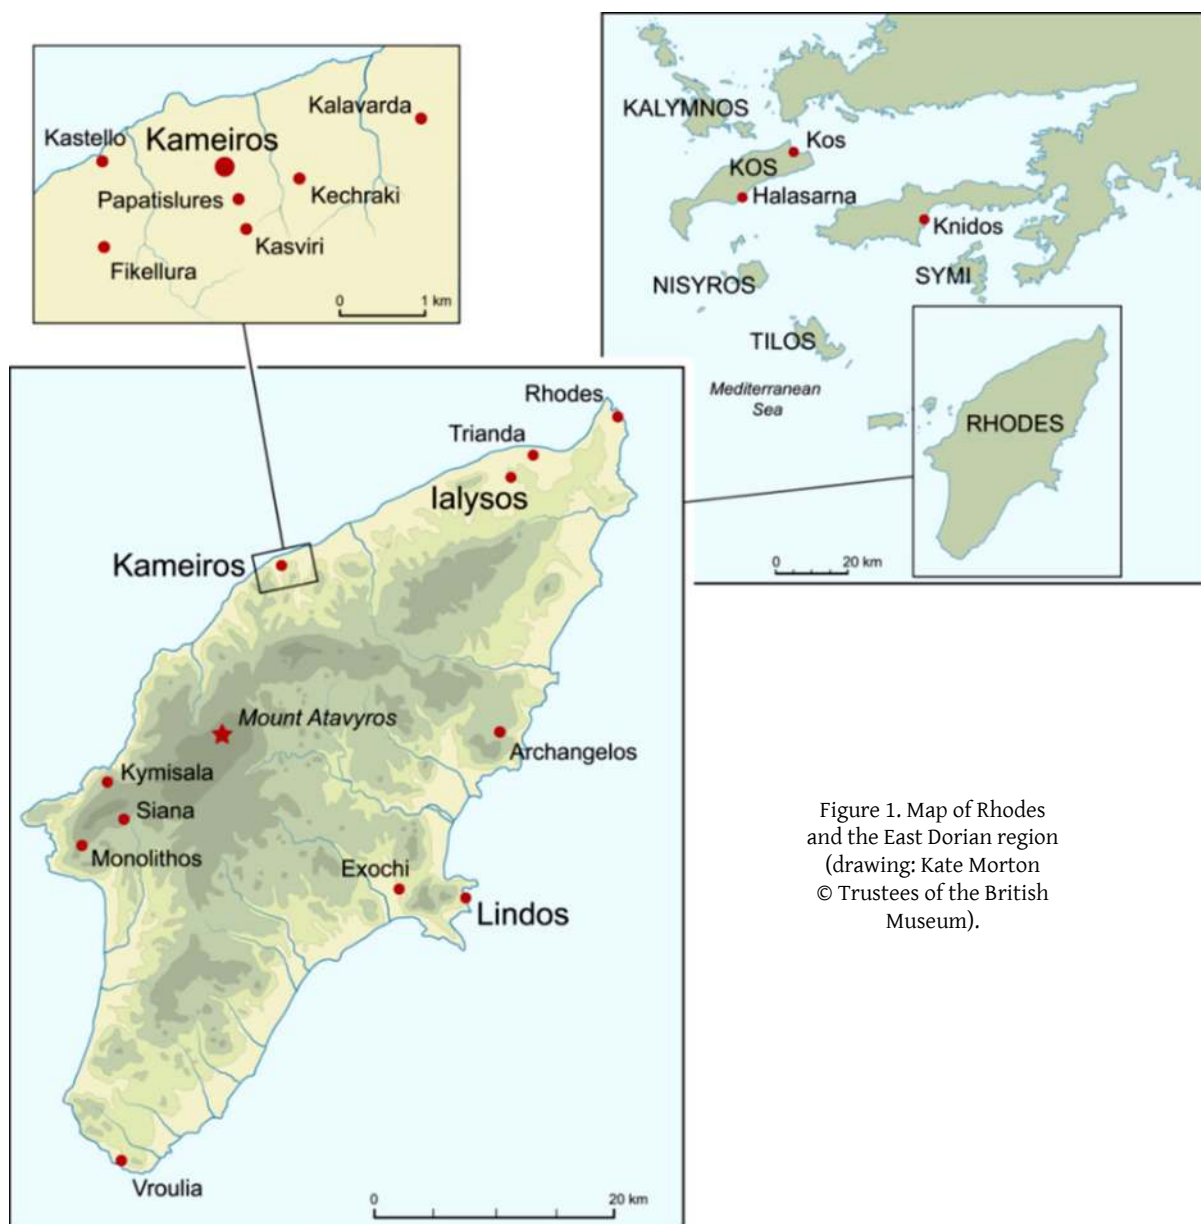 Kalavarda
Kastello
Kameiros
Papatislures
Kechraki
Kasviri
Fikellura
0
1 km
KALYMNOS
Kos
KOS
Halasarna
Knidos
NISYROS
SYMI
TILOS
Mediterranean
Sea
RHODES
0
20 km
Rhodes
Trianda
Ialysos
Kameiros
Mount Atavyros
Archangelos
Kymisala
Siana
Monolithos
Exochi
Lindos
Vroulia
0
20 km
Figure 1. Map of Rhodes
and the East Dorian region
(drawing: Kate Morton
© Trustees of the British
Museum).